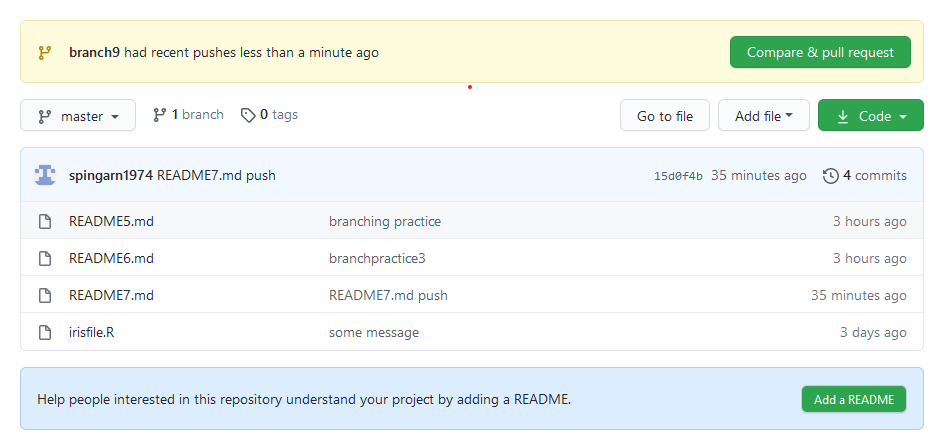 branch9 had recent pushes less than a minute ago Compare & pull request
master 1 branch 0 tags Go to file Add file Code
spingarn1974 README7.md push 15d0f4b 35 minutes ago 4 commits
README5.md branching practice 3 hours ago
README6.md branchpractice3 3 hours ago
README7.md README7.md push 35 minutes ago
irisfile.R some message 3 days ago
Help people interested in this repository understand your project by adding a README. Add a README